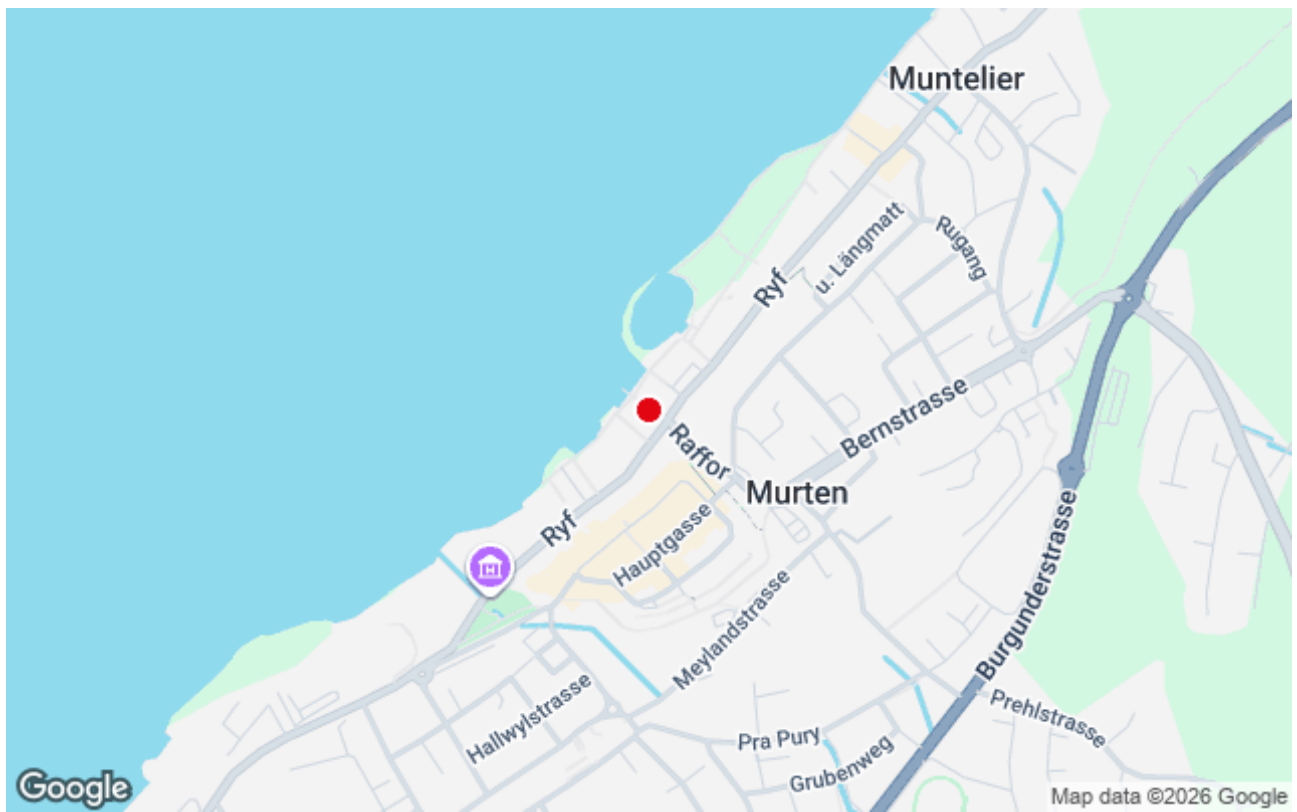 Muntelier
u. Längmatt
Rugang
Ryf
Bernstrasse
Raffor
Murten
Ryf
Hauptgasse
Burgunderstrasse
Meylandstrasse
Hallwylstrasse
Prehlstrasse
Pra Pury
Grubenweg
Google
Map data ©2026 Google